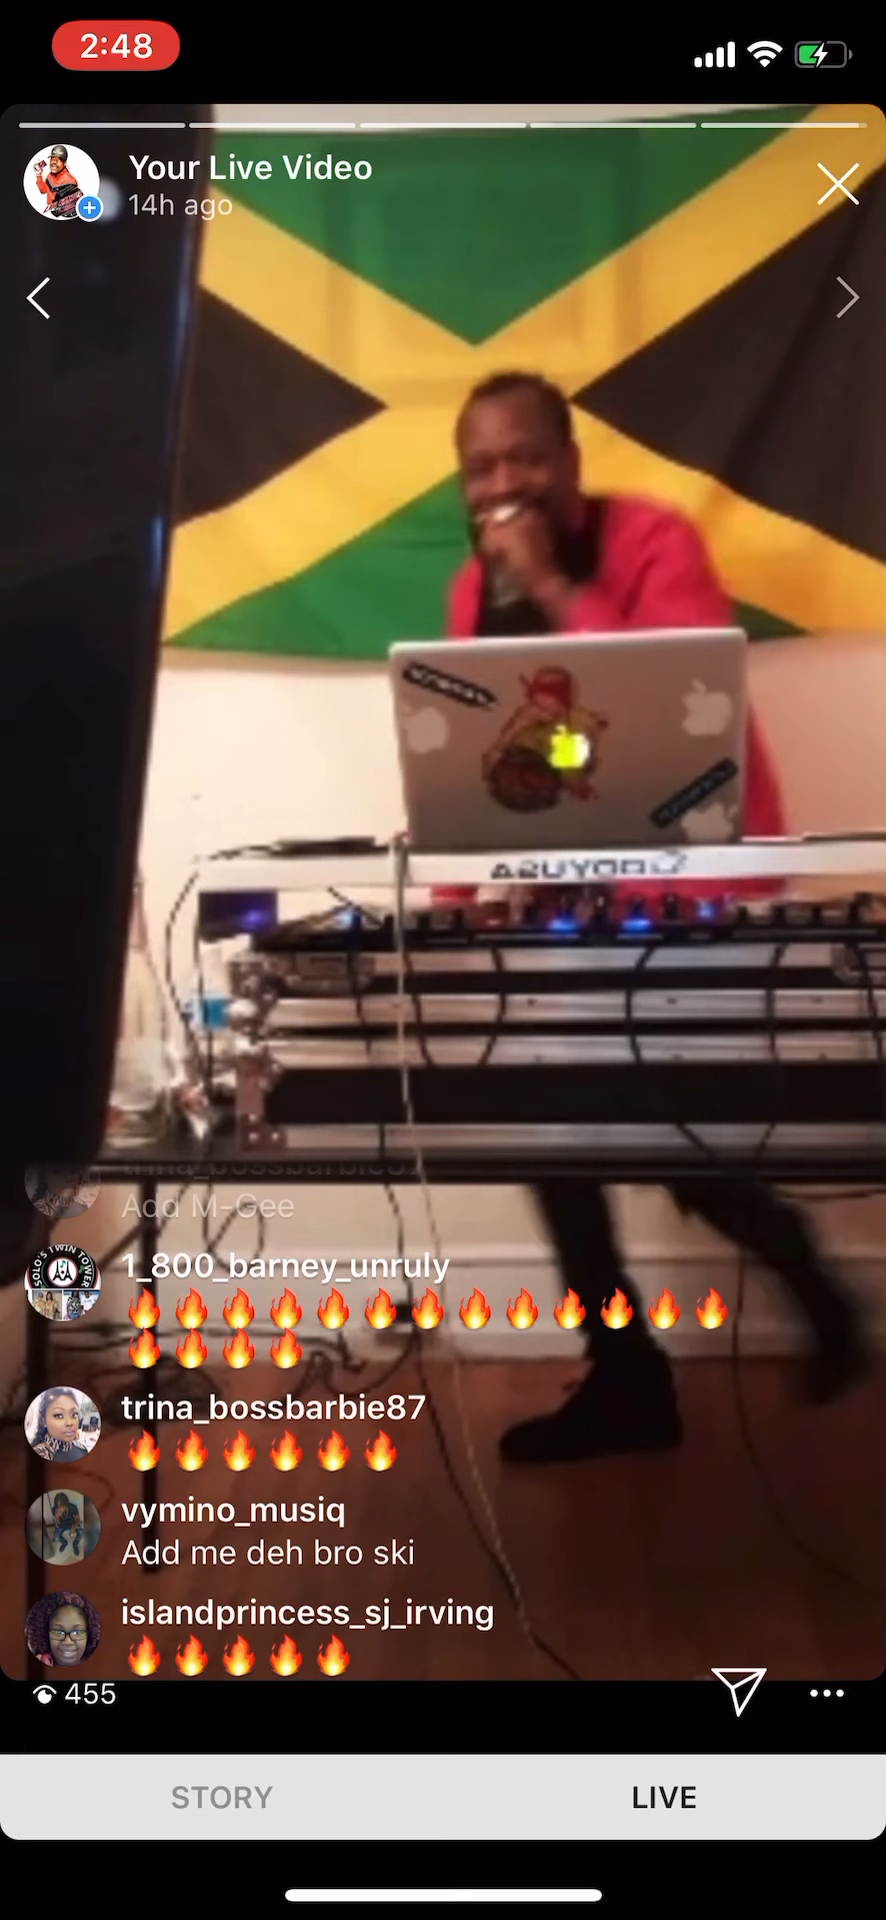 2:48
Your Live Video
14h ago
ODYSSEY
Add M-Gee
1_800_barney_unruly
🔥🔥🔥🔥🔥🔥🔥🔥🔥🔥🔥🔥🔥
🔥🔥🔥🔥
trina_bossbarbie87
🔥🔥🔥🔥🔥🔥
vymino_musiq
Add me deh bro ski
islandprincess_sj_irving
🔥🔥🔥🔥🔥
455
STORY
LIVE